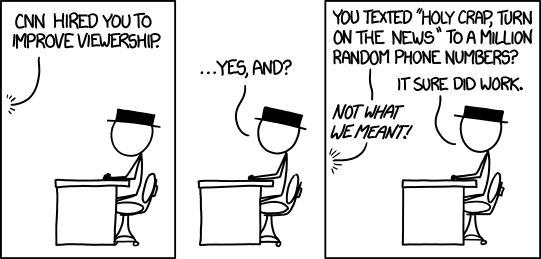 CNN HIRED YOU TO
IMPROVE VIEWERSHIP.
...YES, AND?
YOU TEXTED "HOLY CRAP, TURN
ON THE NEWS" TO A MILLION
RANDOM PHONE NUMBERS?
IT SURE DID WORK.
NOT WHAT
WE MEANT!